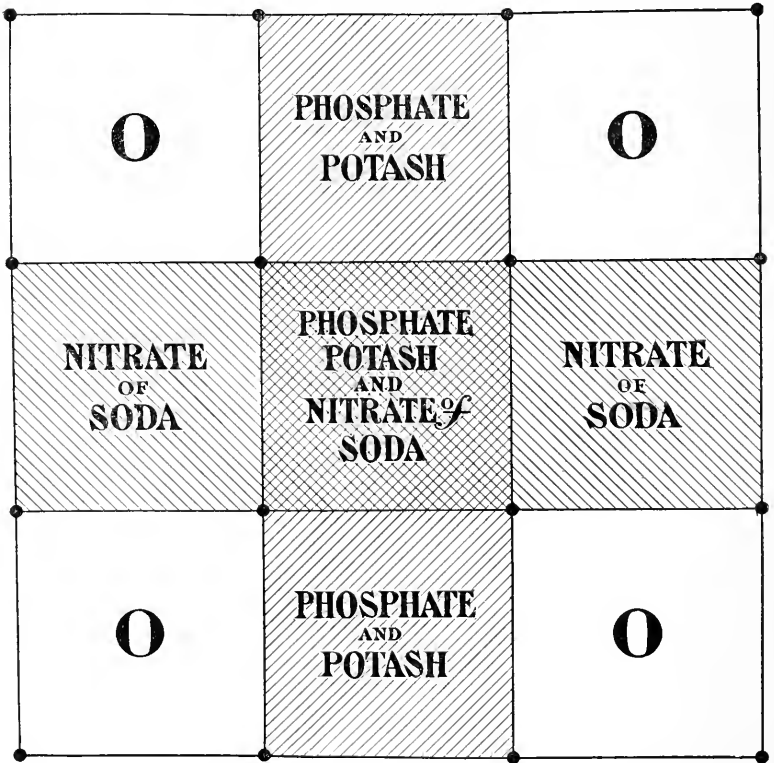 O
PHOSPHATE
AND
POTASH
O
NITRATE
OF
SODA
PHOSPHATE
POTASH
AND
NITRATE of
SODA
NITRATE
OF
SODA
O
PHOSPHATE
AND
POTASH
O